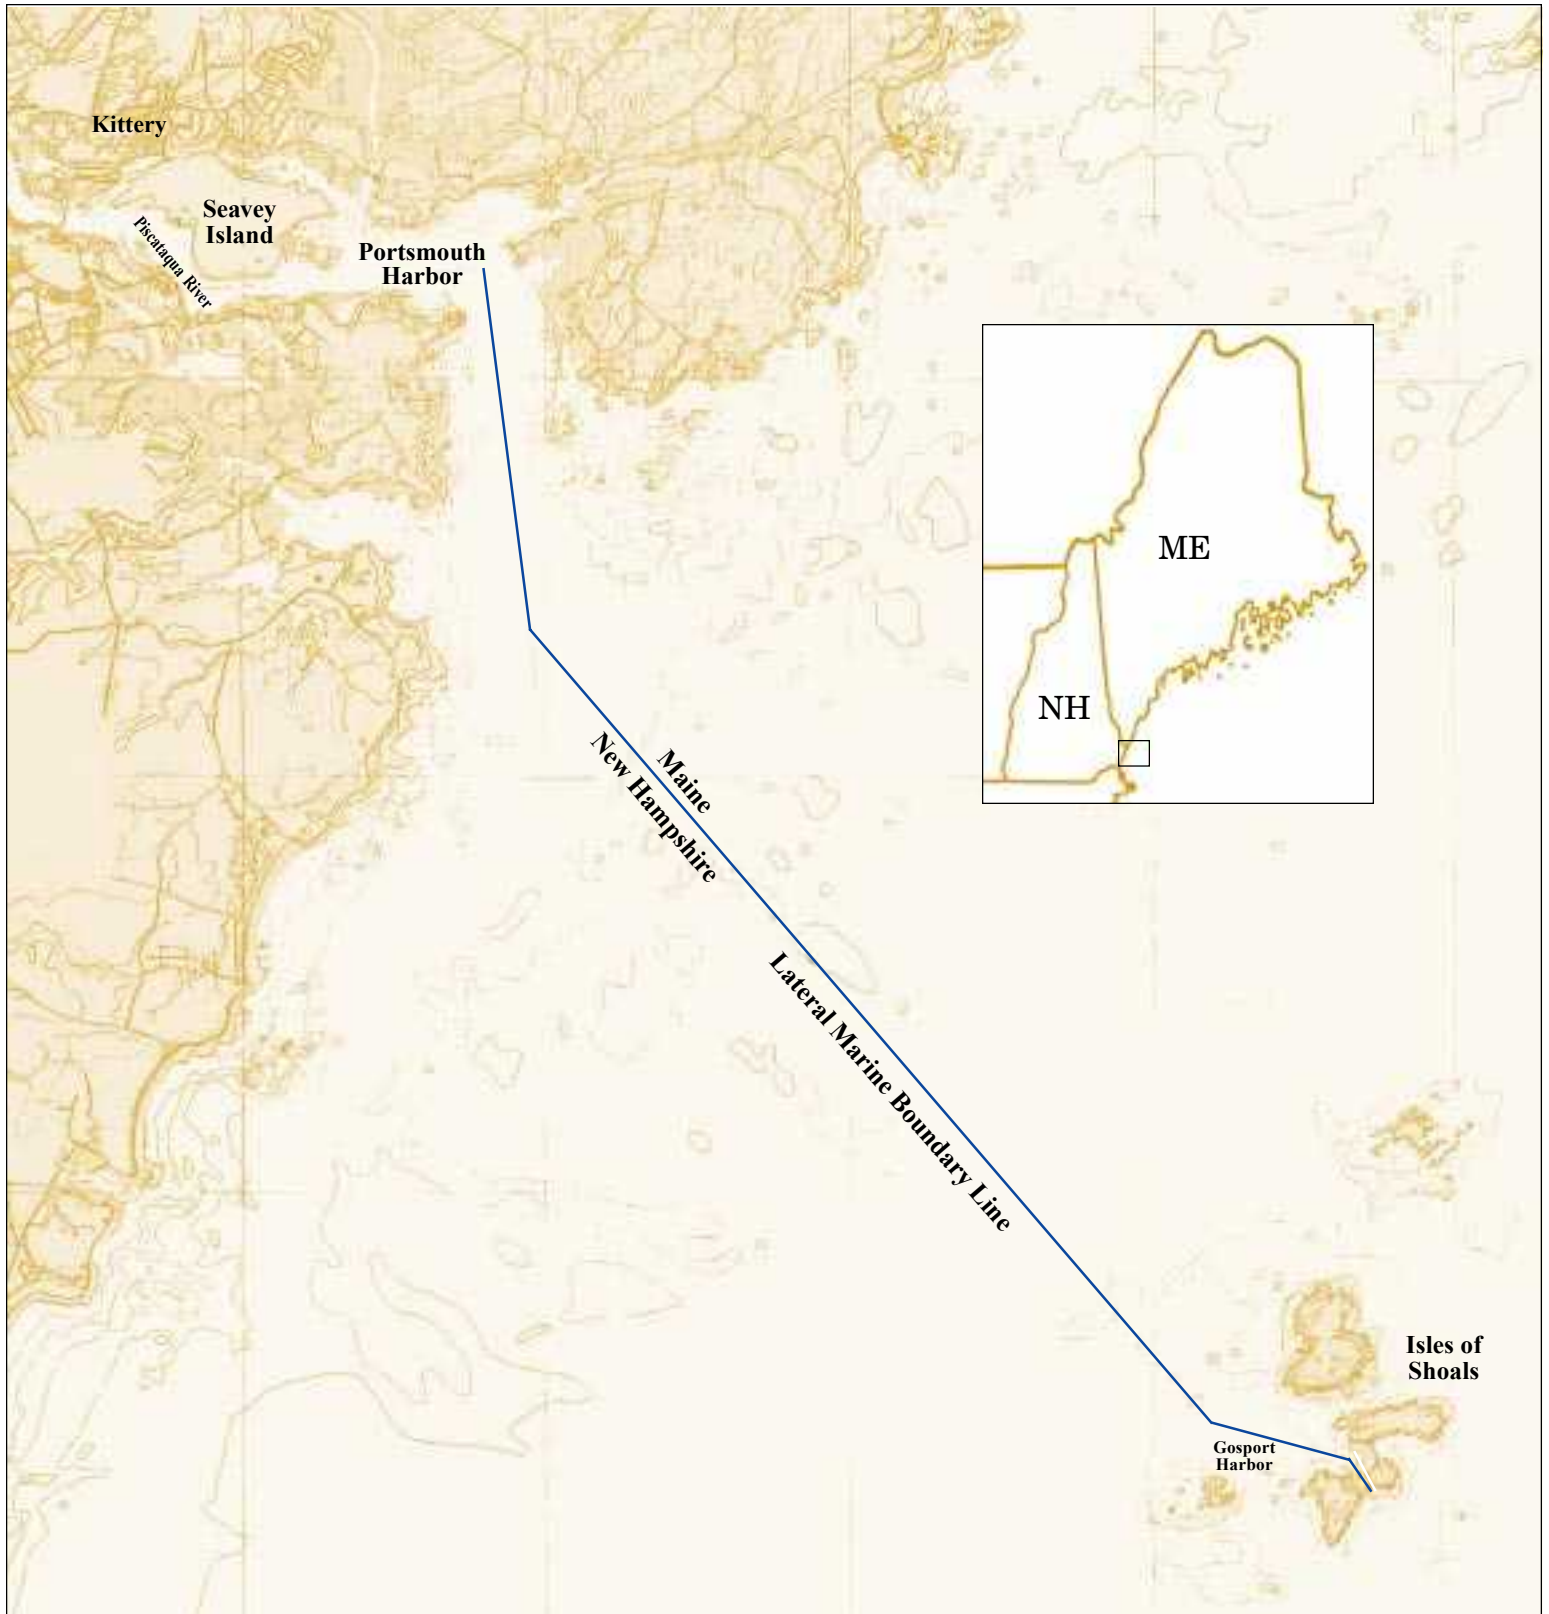 Kittery
Seavey
Island
Piscataqua River
Portsmouth
Harbor
ME
NH
Maine
New Hampshire
Lateral Marine Boundary Line
Isles of
Shoals
Gosport
Harbor